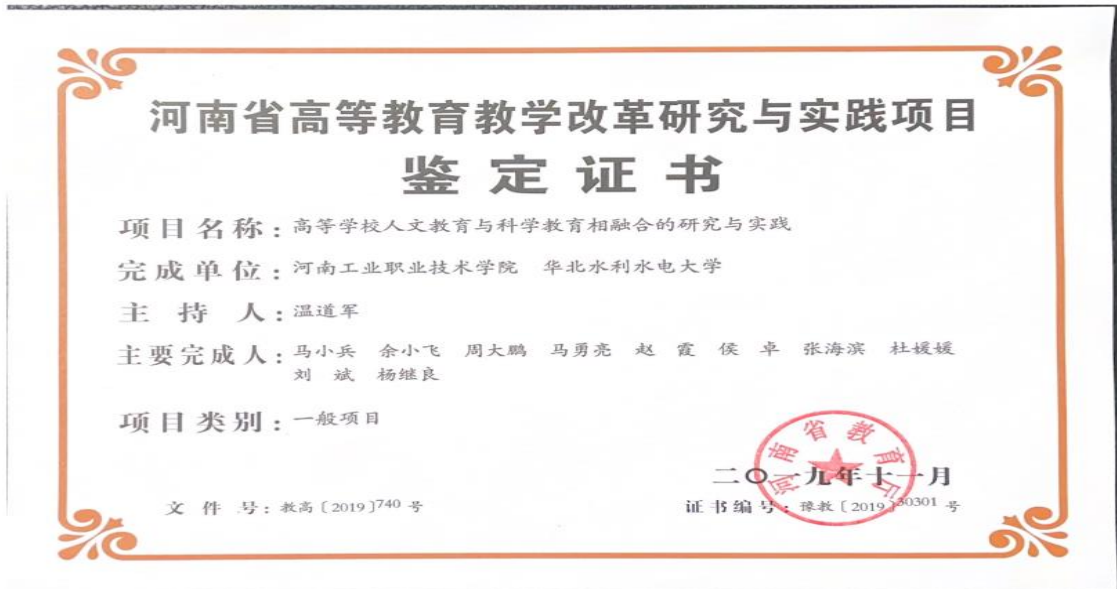 河南省高等教育教学改革研究与实践项目
鉴定证书
项目名称：高等学校人文教育与科学教育相融合的研究与实践
完成单位：河南工业职业技术学院 华北水利水电大学
主持人：温道军
主要完成人：马小兵 余小飞 周大鹏 马勇亮 赵霞 侯卓 张海滨 杜媛媛
刘斌 杨继良
项目类别：一般项目
河南省教育厅
二〇一九年十一月
文件号：教高〔2019〕740号
证书编号：豫教〔2019〕30301号